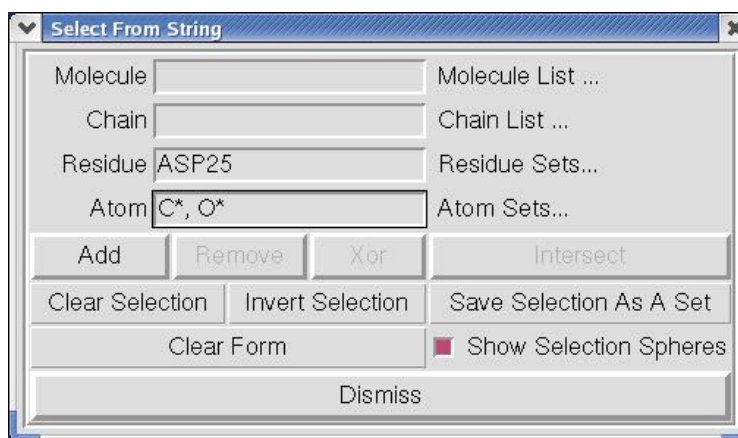 Select From String
Molecule Molecule List ...
Chain Chain List ...
Residue ASP25 Residue Sets...
Atom C*, O* Atom Sets...
Add Remove Xor Intersect
Clear Selection Invert Selection Save Selection As A Set
Clear Form Show Selection Spheres
Dismiss